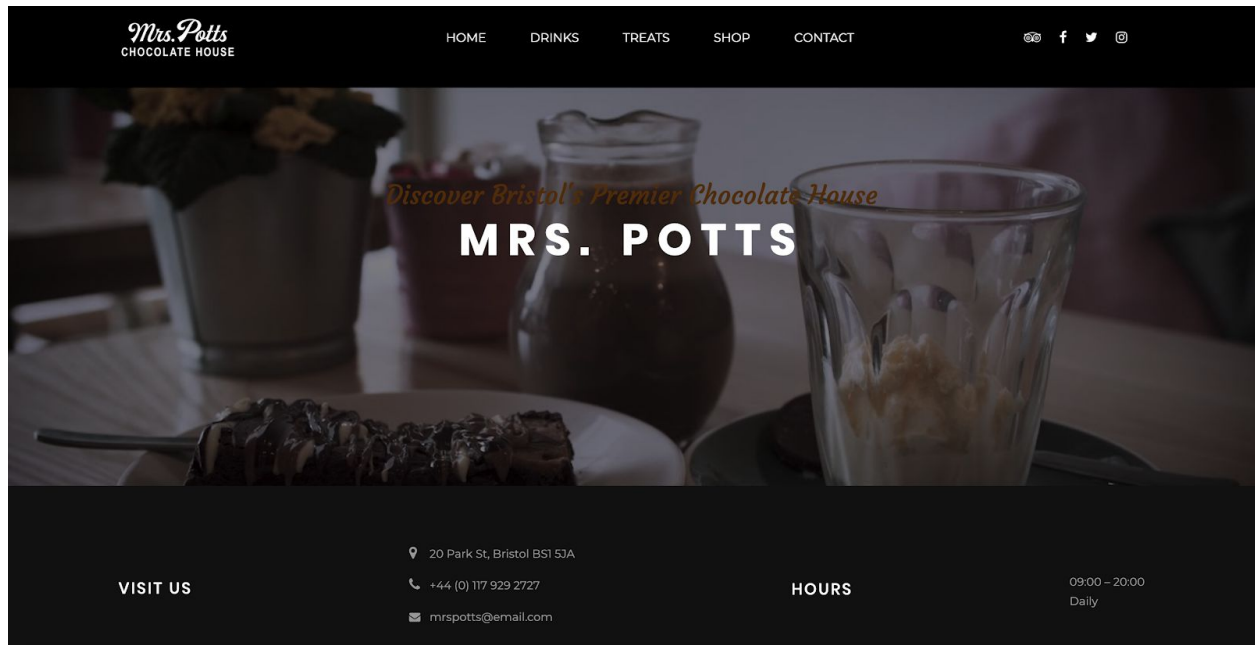 Mrs. Potts
CHOCOLATE HOUSE
HOME DRINKS TREATS SHOP CONTACT
Discover Bristol's Premier Chocolate House
MRS. POTTS
VISIT US
20 Park St, Bristol BS1 5JA
+44 (0) 117 929 2727
mrspotts@email.com
HOURS
09:00 – 20:00
Daily